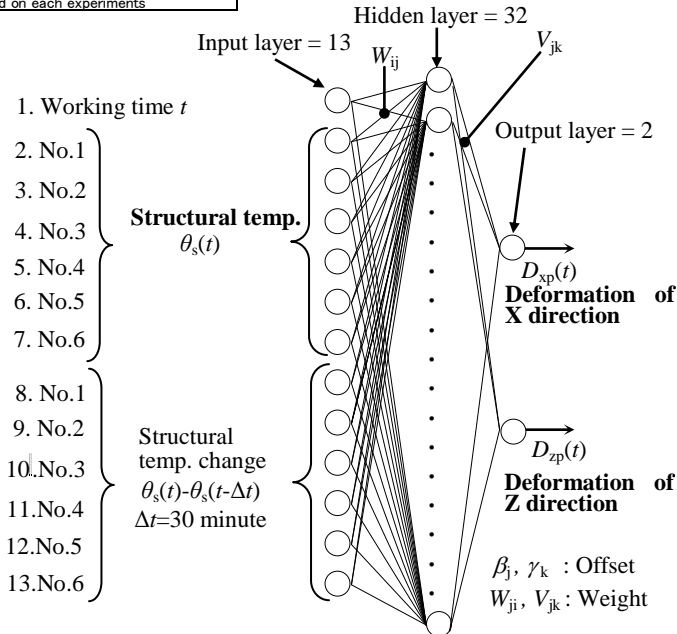 d on each experiments
Hidden layer = 32
Input layer = 13
W_ij
V_jk
1. Working time t
Output layer = 2
2. No.1
3. No.2
4. No.3
5. No.4
6. No.5
7. No.6
Structural temp.
θ_s(t)
D_xp(t)
Deformation of
X direction
8. No.1
9. No.2
10.No.3
11.No.4
12.No.5
13.No.6
Structural
temp. change
θ_s(t)-θ_s(t-Δt)
Δt=30 minute
D_zp(t)
Deformation of
Z direction
β_j, γ_k : Offset
W_ji, V_jk : Weight